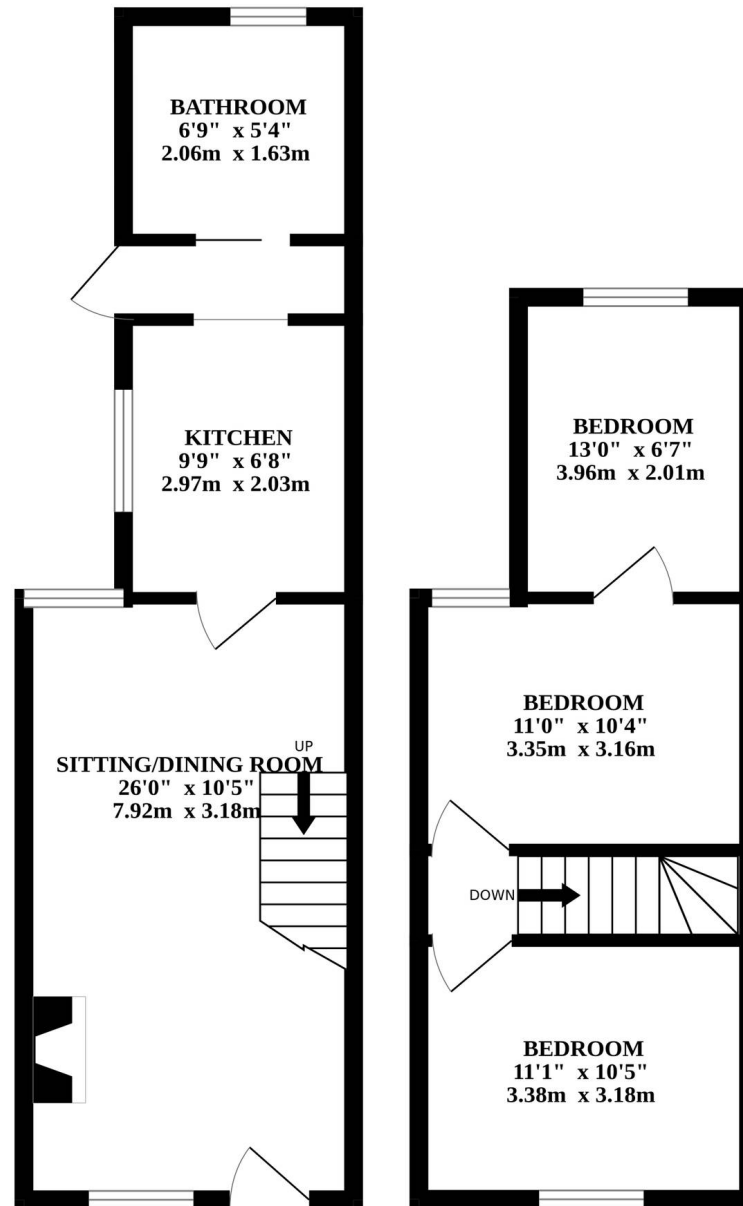 BATHROOM
6'9" x 5'4"
2.06m x 1.63m
KITCHEN
9'9" x 6'8"
2.97m x 2.03m
UP
SITTING/DINING ROOM
26'0" x 10'5"
7.92m x 3.18m
BEDROOM
13'0" x 6'7"
3.96m x 2.01m
BEDROOM
11'0" x 10'4"
3.35m x 3.16m
DOWN
BEDROOM
11'1" x 10'5"
3.38m x 3.18m